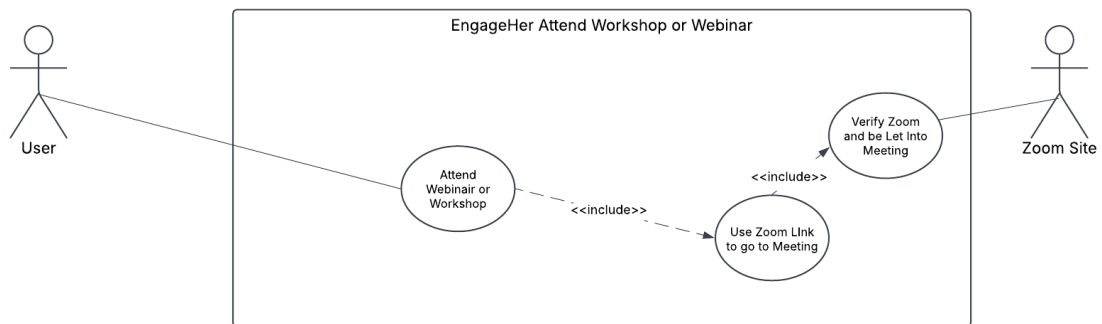 EngageHer Attend Workshop or Webinar
User
Attend
Webinair or
Workshop
<<include>>
Use Zoom LInk
to go to Meeting
<<include>>
Verify Zoom
and be Let Into
Meeting
Zoom Site